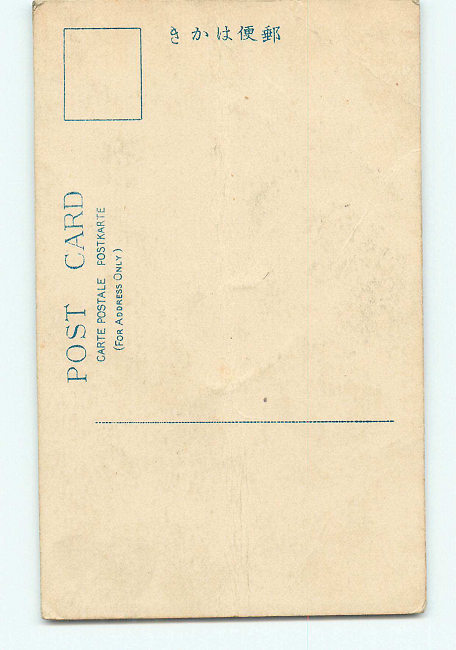 郵便はかき
POST CARD
CARTE POSTALE POSTKARTE
(FOR ADDRESS ONLY)